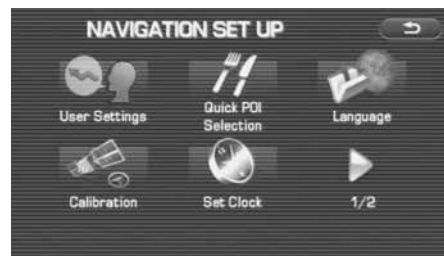 NAVIGATION SET UP
User Settings
Quick POI
Selection
Language
Calibration
Set Clock
1/2